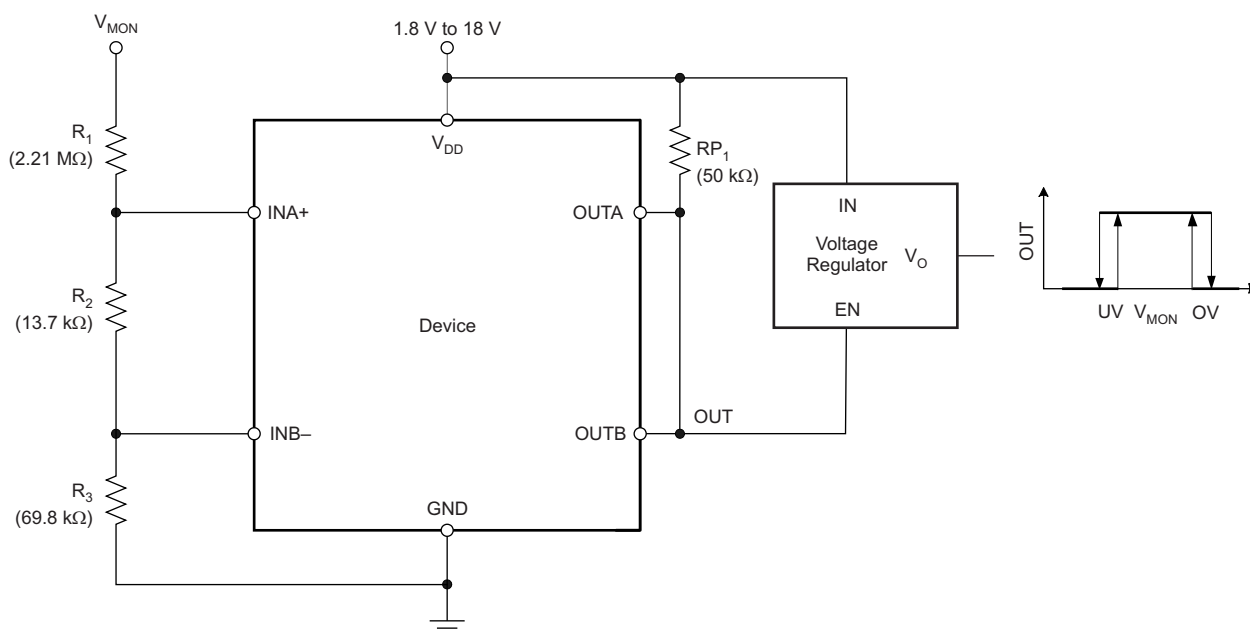 V_MON
1.8 V to 18 V
R_1
(2.21 MΩ)
V_DD
RP_1
(50 kΩ)
INA+
OUTA
IN
Voltage
Regulator
V_O
EN
OUT
UV
V_MON
OV
R_2
(13.7 kΩ)
Device
INB–
OUTB
OUT
R_3
(69.8 kΩ)
GND